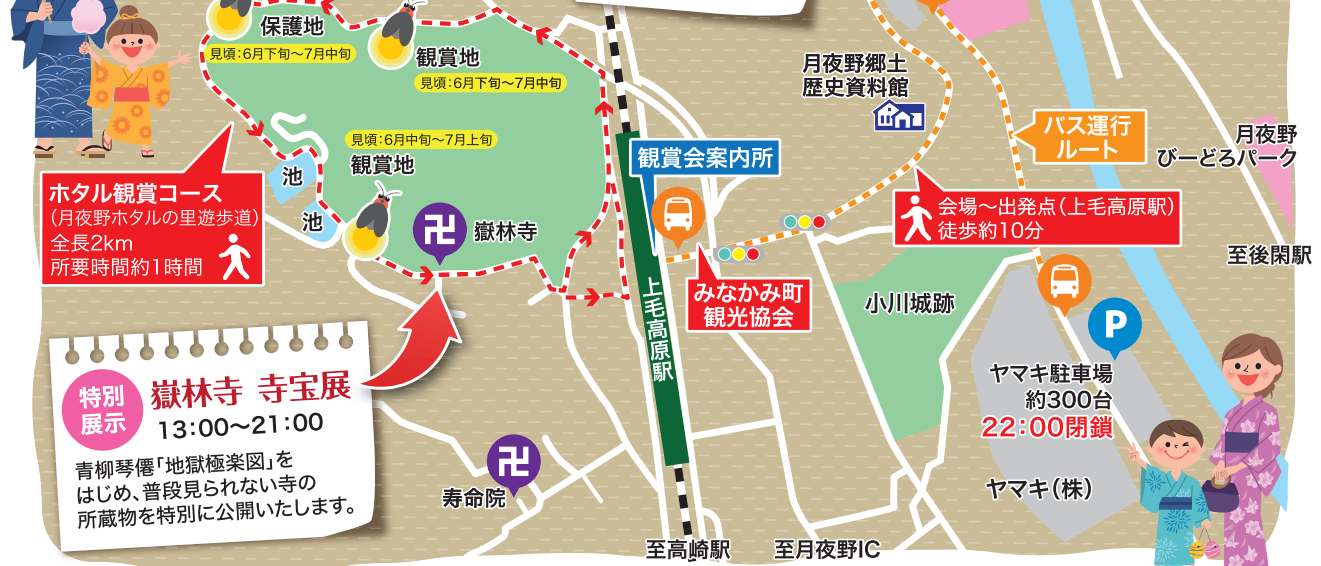 保護地
見頃：6月下旬～7月中旬
観賞地
見頃：6月下旬～7月中旬
見頃：6月中旬～7月上旬
観賞地
池
池
ホタル観賞コース
（月夜野ホタルの里遊歩道）
全長2km
所要時間約1時間
卍
嶽林寺
観賞会案内所
上毛高原駅
みなかみ町
観光協会
月夜野郷土
歴史資料館
バス運行
ルート
月夜野
びーどろパーク
会場～出発点（上毛高原駅）
徒歩約10分
至後閑駅
小川城跡
P
ヤマキ駐車場
約300台
22：00閉鎖
ヤマキ（株）
特別
展示
嶽林寺 寺宝展
13：00～21：00
青柳琴僊「地獄極楽図」を
はじめ、普段見られない寺の
所蔵物を特別に公開いたします。
卍
寿命院
至高崎駅
至月夜野IC